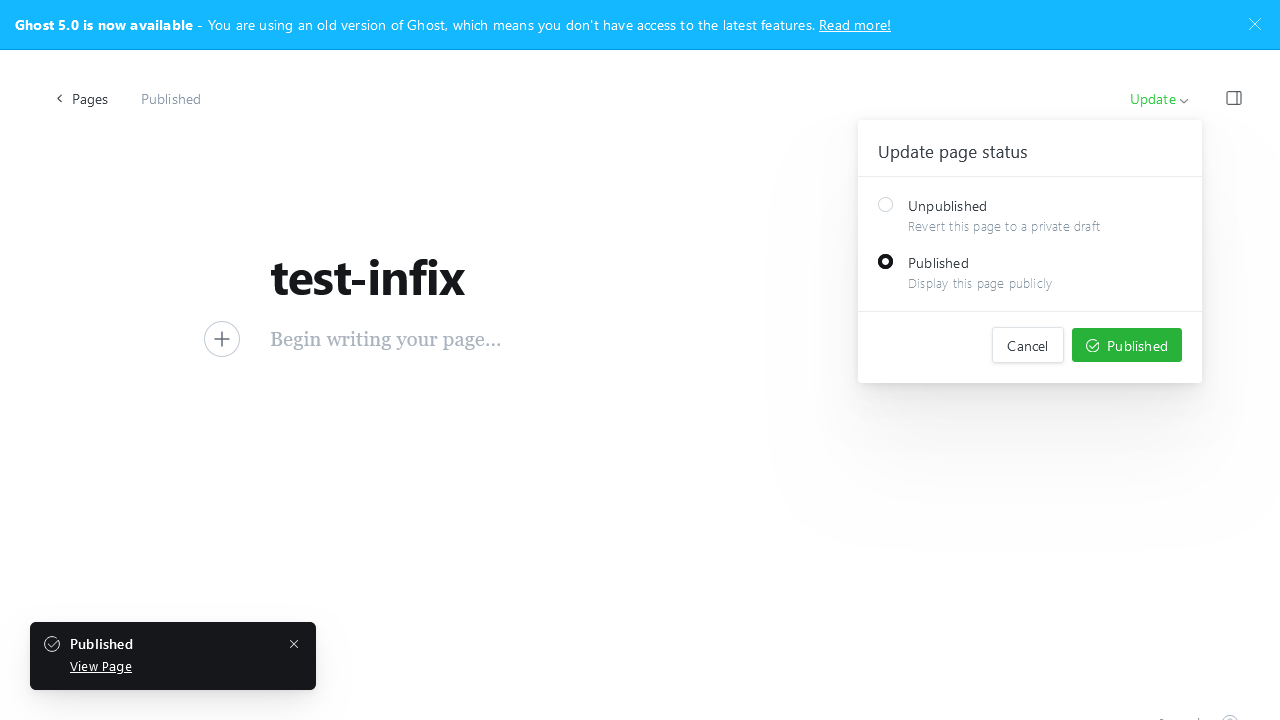 Ghost 5.0 is now available - You are using an old version of Ghost, which means you don't have access to the latest features. Read more!
Pages
Published
Update
Update page status
Unpublished
Revert this page to a private draft
Published
Display this page publicly
Cancel
Published
test-infix
Begin writing your page...
Published
View Page